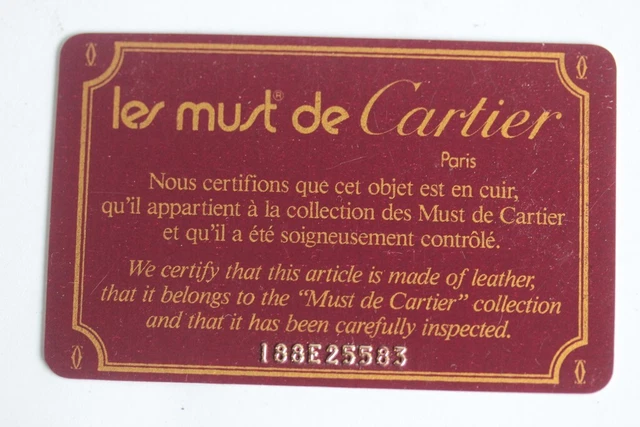 les must® de Cartier
Paris
Nous certifions que cet objet est en cuir,
qu'il appartient à la collection des Must de Cartier
et qu'il a été soigneusement contrôlé.
We certify that this article is made of leather,
that it belongs to the "Must de Cartier" collection
and that it has been carefully inspected.
188E25583